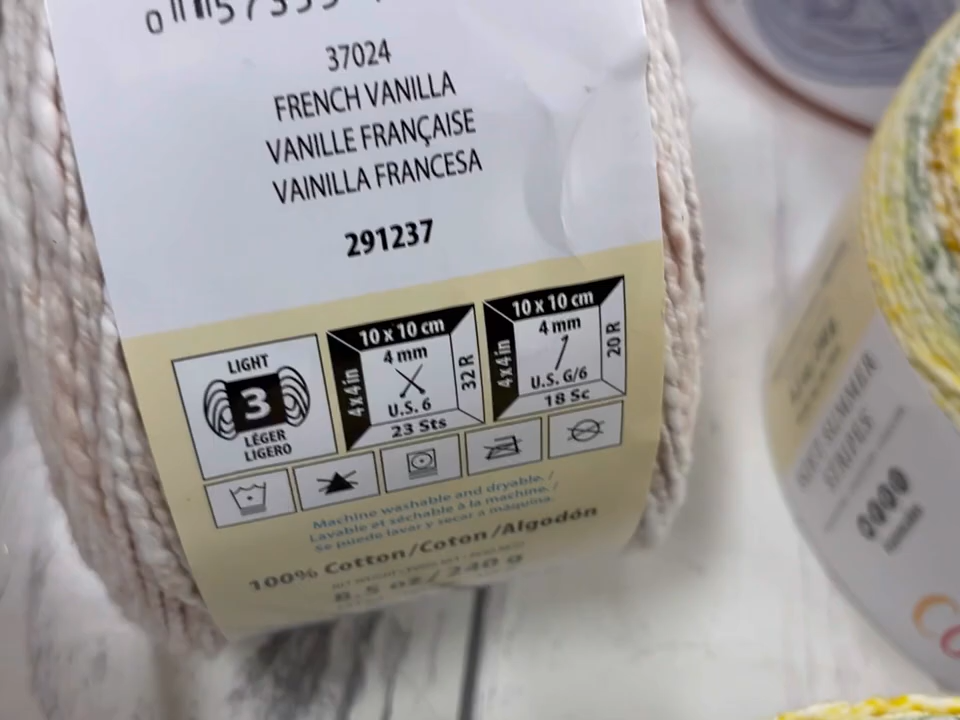 37024
FRENCH VANILLA
VANILLE FRANÇAISE
VAINILLA FRANCESA
291237
LIGHT
3
LÉGER
LIGERO
10 x 10 cm
4x4in
4 mm
U.S. 6
32 R
23 Sts
10 x 10 cm
4x4in
4 mm
U.S. G/6
20 R
18 Sc
Machine washable and dryable. /
Lavable et séchable à la machine. /
Se puede lavar y secar a máquina.
100% Cotton/Coton/Algodón
8.5 oz/240 g
SUMMER
STRIPES